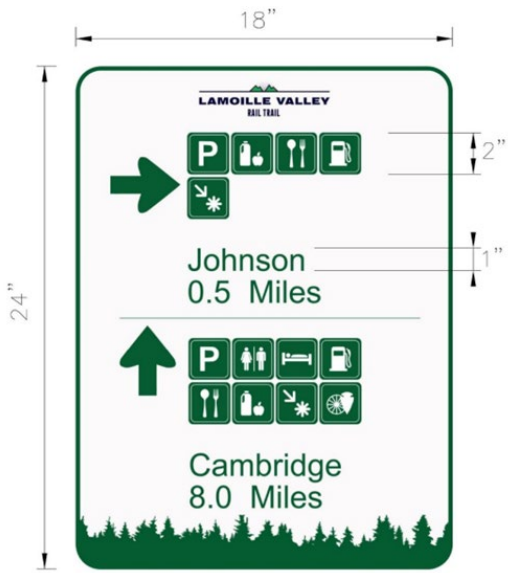 18”
LAMOILLE VALLEY
RAIL TRAIL
P
2”
Johnson
1”
0.5 Miles
24”
P
Cambridge
8.0 Miles